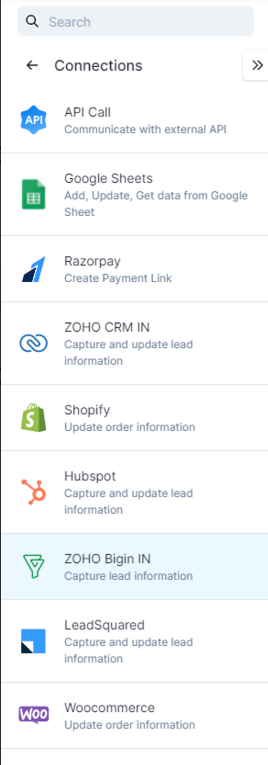 Search
Connections
API
API Call
Communicate with external API
Google Sheets
Add, Update, Get data from Google
Sheet
Razorpay
Create Payment Link
ZOHO CRM IN
Capture and update lead
information
Shopify
Update order information
Hubspot
Capture and update lead
information
ZOHO Bigin IN
Capture lead information
LeadSquared
Capture and update lead
information
WOO
Woocommerce
Update order information